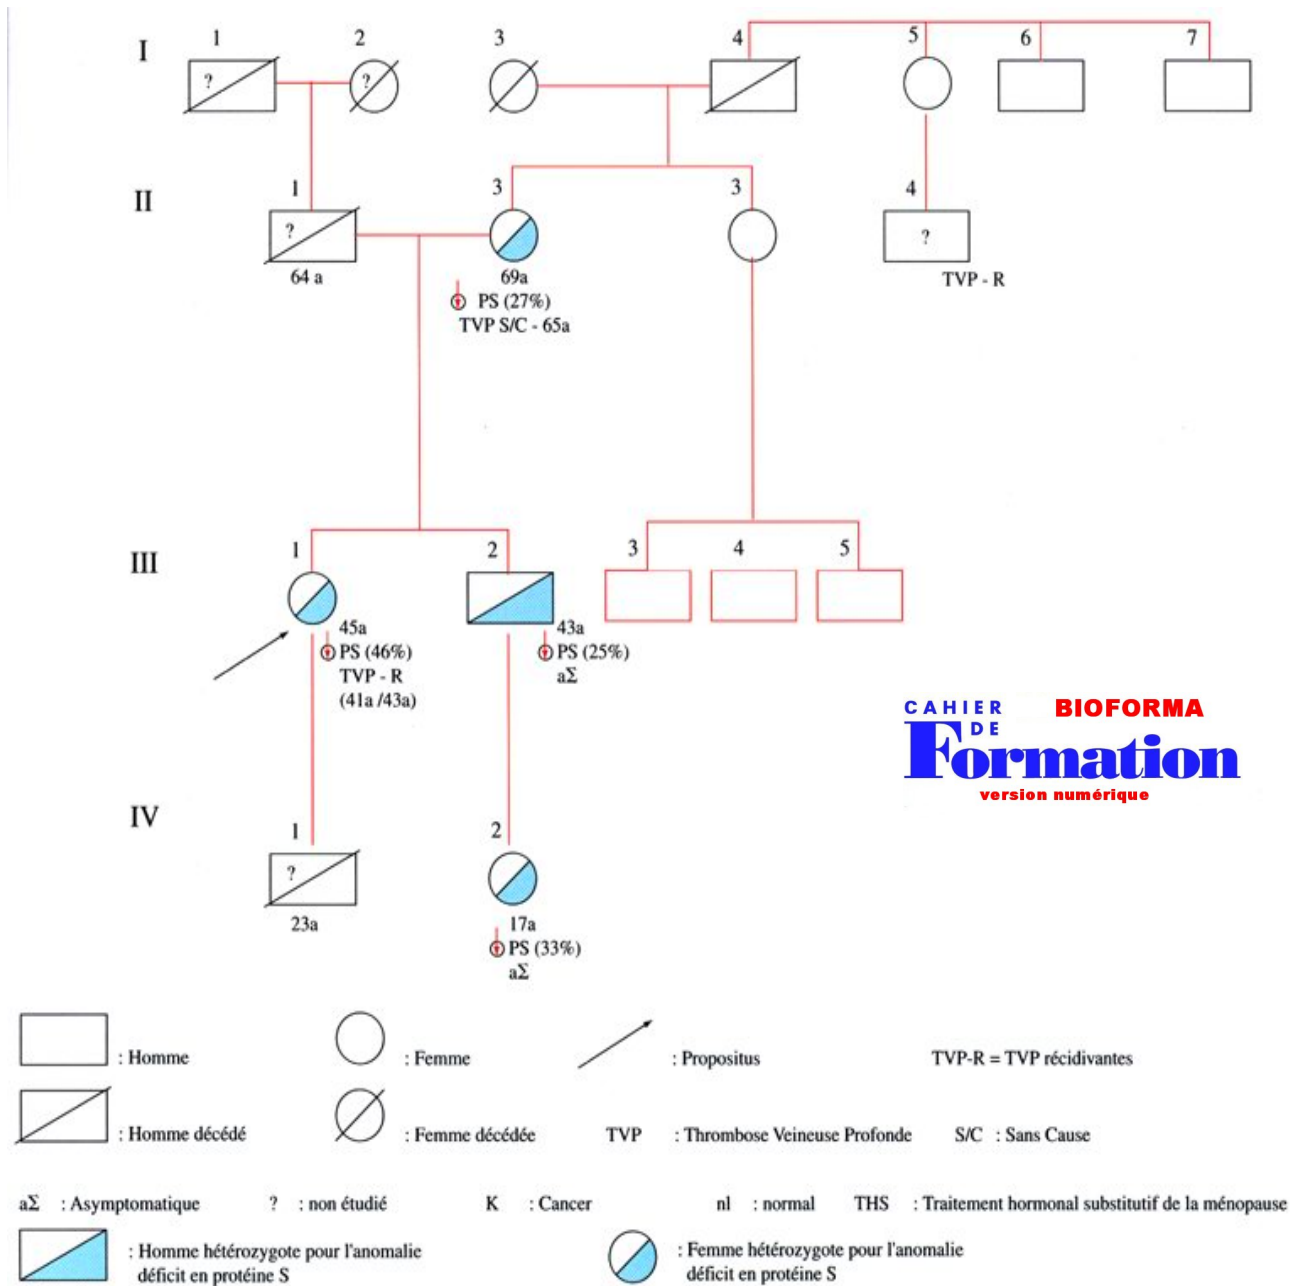 1 2 3 4 5 6 7
I
? ?
1 3 3 4
II
? ?
64 a 69a TVP - R
PS (27%)
TVP S/C - 65a
1 2 3 4 5
III
45a 43a
PS (46%) PS (25%)
TVP - R aΣ
(41a /43a)
CAHIER DE BIOFORMA
Formation
version numérique
IV
1 2
?
23a 17a
PS (33%)
aΣ
: Homme : Femme : Propositus TVP-R = TVP récidivantes
: Homme décédé : Femme décédée TVP : Thrombose Veineuse Profonde S/C : Sans Cause
aΣ : Asymptomatique ? : non étudié K : Cancer nl : normal THS : Traitement hormonal substitutif de la ménopause
: Homme hétérozygote pour l'anomalie : Femme hétérozygote pour l'anomalie
déficit en protéine S déficit en protéine S